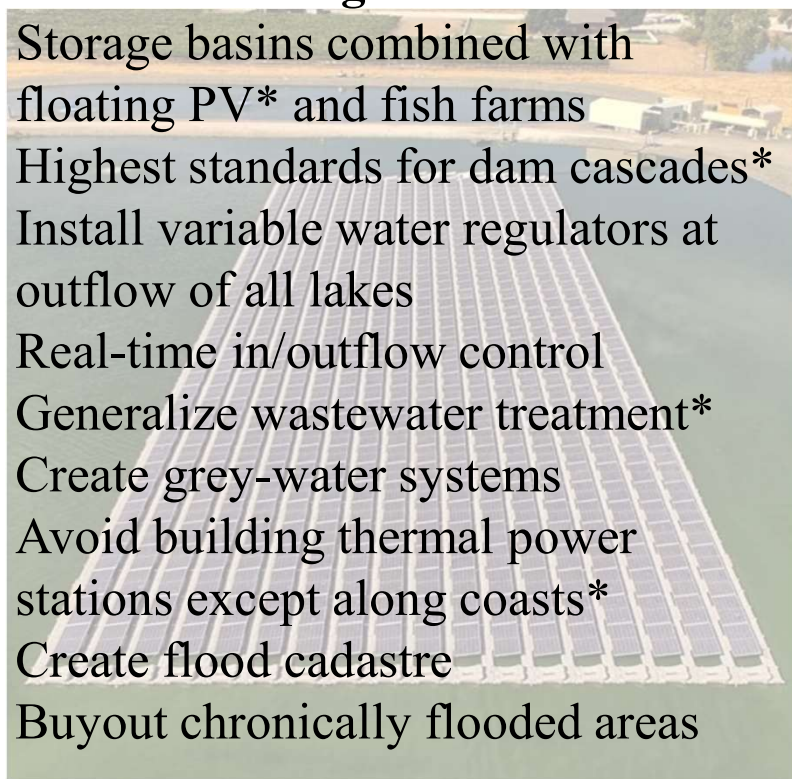 Storage basins combined with
floating PV* and fish farms
Highest standards for dam cascades*
Install variable water regulators at
outflow of all lakes
Real-time in/outflow control
Generalize wastewater treatment*
Create grey-water systems
Avoid building thermal power
stations except along coasts*
Create flood cadastre
Buyout chronically flooded areas